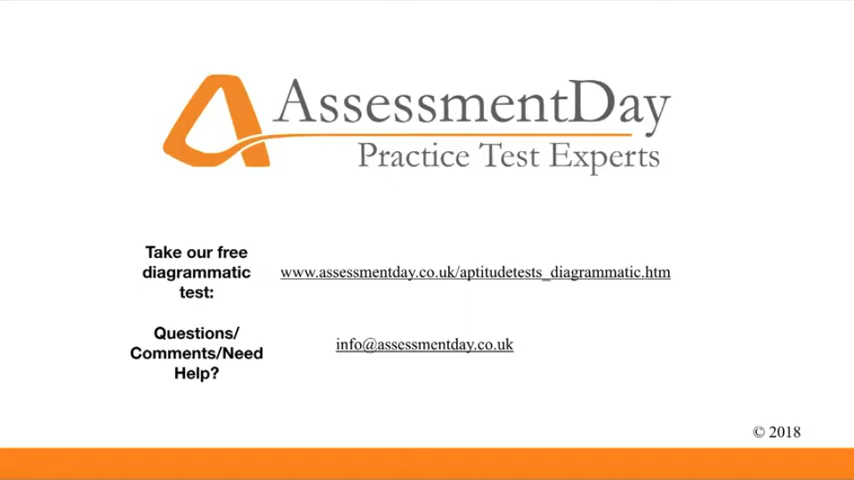 AssessmentDay
Practice Test Experts
Take our free
diagrammatic
test:
www.assessmentday.co.uk/aptitudetests_diagrammatic.htm
Questions/
Comments/Need
Help?
info@assessmentday.co.uk
© 2018